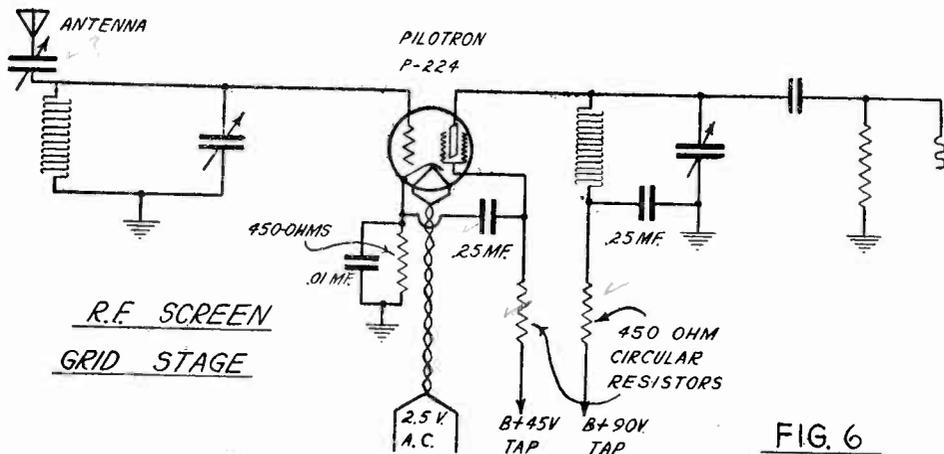 ANTENNA
PILOTRON
P-224
450-OHMS
.01 MF.
.25 MF.
.25 MF.
R.F. SCREEN
GRID STAGE
450 OHM
CIRCULAR
RESISTORS
2.5 V.
A.C.
B+45V
TAP
B+90V
TAP
FIG. 6